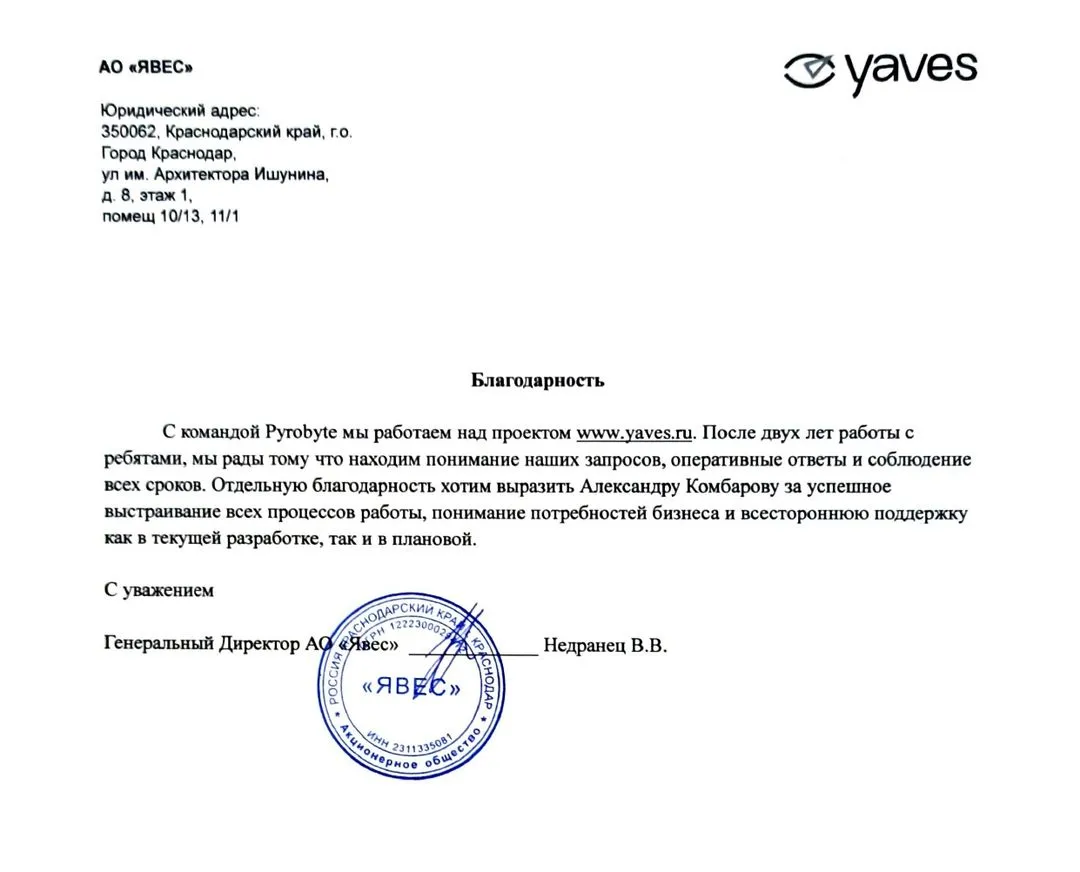 АО «ЯВЕС»
yaves
Юридический адрес:
350062, Краснодарский край, г.о.
Город Краснодар,
ул им. Архитектора Ишунина,
д. 8, этаж 1,
помещ 10/13, 11/1
Благодарность
С командой Pyrobyte мы работаем над проектом www.yaves.ru. После двух лет работы с
ребятами, мы рады тому что находим понимание наших запросов, оперативные ответы и соблюдение
всех сроков. Отдельную благодарность хотим выразить Александру Комбарову за успешное
выстраивание всех процессов работы, понимание потребностей бизнеса и всестороннюю поддержку
как в текущей разработке, так и в плановой.
С уважением
Генеральный Директор АО «Явес» Недранец В.В.
РОССИЯ КРАСНОДАРСКИЙ КРАЙ Г. КРАСНОДАР
«ЯВЕС»
ИНН 2311335081
* Акционерное общество *